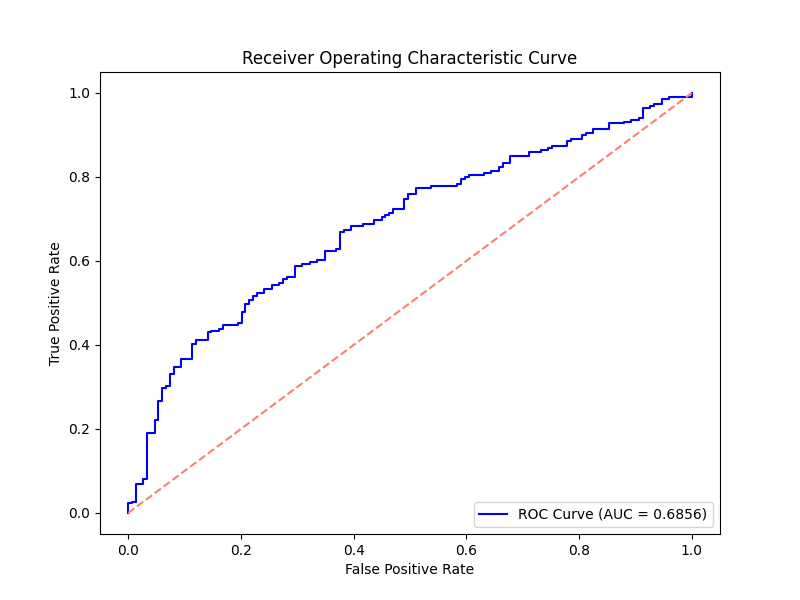 Receiver Operating Characteristic Curve
1.0
0.8
0.6
0.4
0.2
0.0
True Positive Rate
ROC Curve (AUC = 0.6856)
0.0 0.2 0.4 0.6 0.8 1.0
False Positive Rate